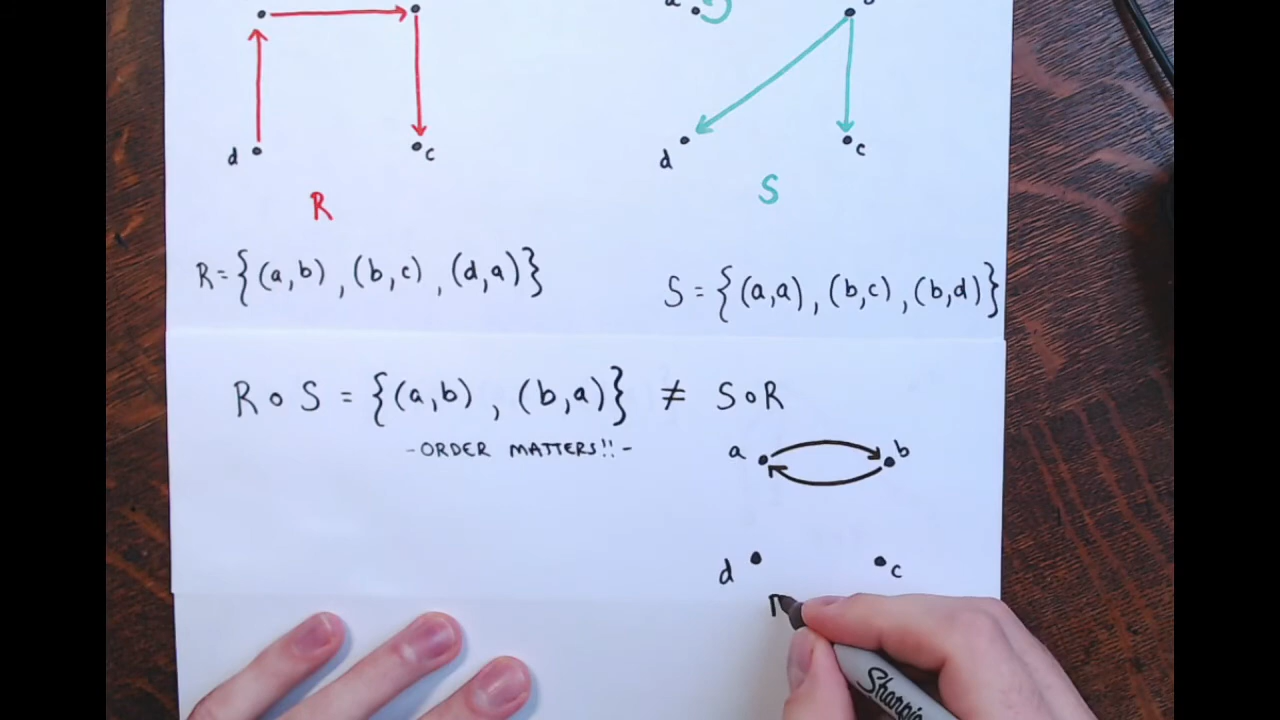 a
d
c
d
c
R
S
R = {(a,b) , (b,c) , (d,a)}
S = {(a,a) , (b,c) , (b,d)}
R ∘ S = {(a,b) , (b,a)} ≠ S∘R
-ORDER MATTERS!!-
a
b
d
c
Sharpie